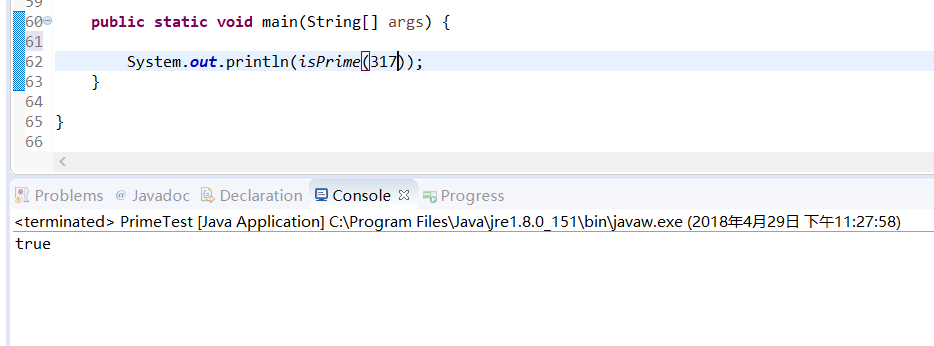 59
60 public static void main(String[] args) {
61
62 System.out.println(isPrime(317));
63 }
64
65 }
66
Problems @ Javadoc Declaration Console Progress
<terminated> PrimeTest [Java Application] C:\Program Files\Java\jre1.8.0_151\bin\javaw.exe (2018年4月29日 下午11:27:58)
true